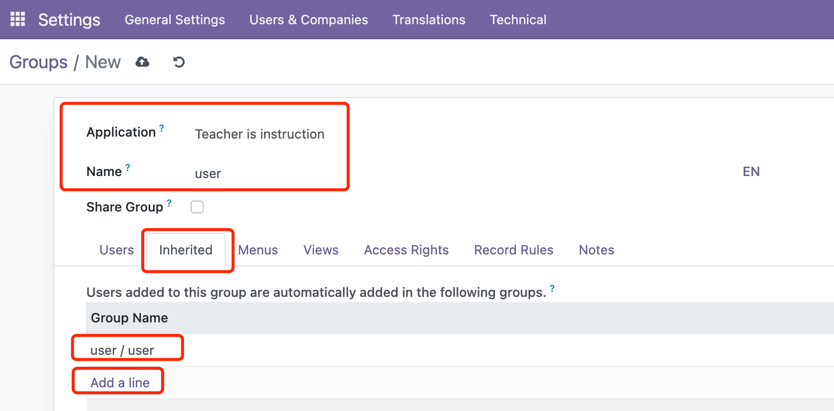 Settings General Settings Users & Companies Translations Technical
Groups / New
Application ? Teacher is instruction
Name ? user EN
Share Group ?
Users Inherited Menus Views Access Rights Record Rules Notes
Users added to this group are automatically added in the following groups. ?
Group Name
user / user
Add a line